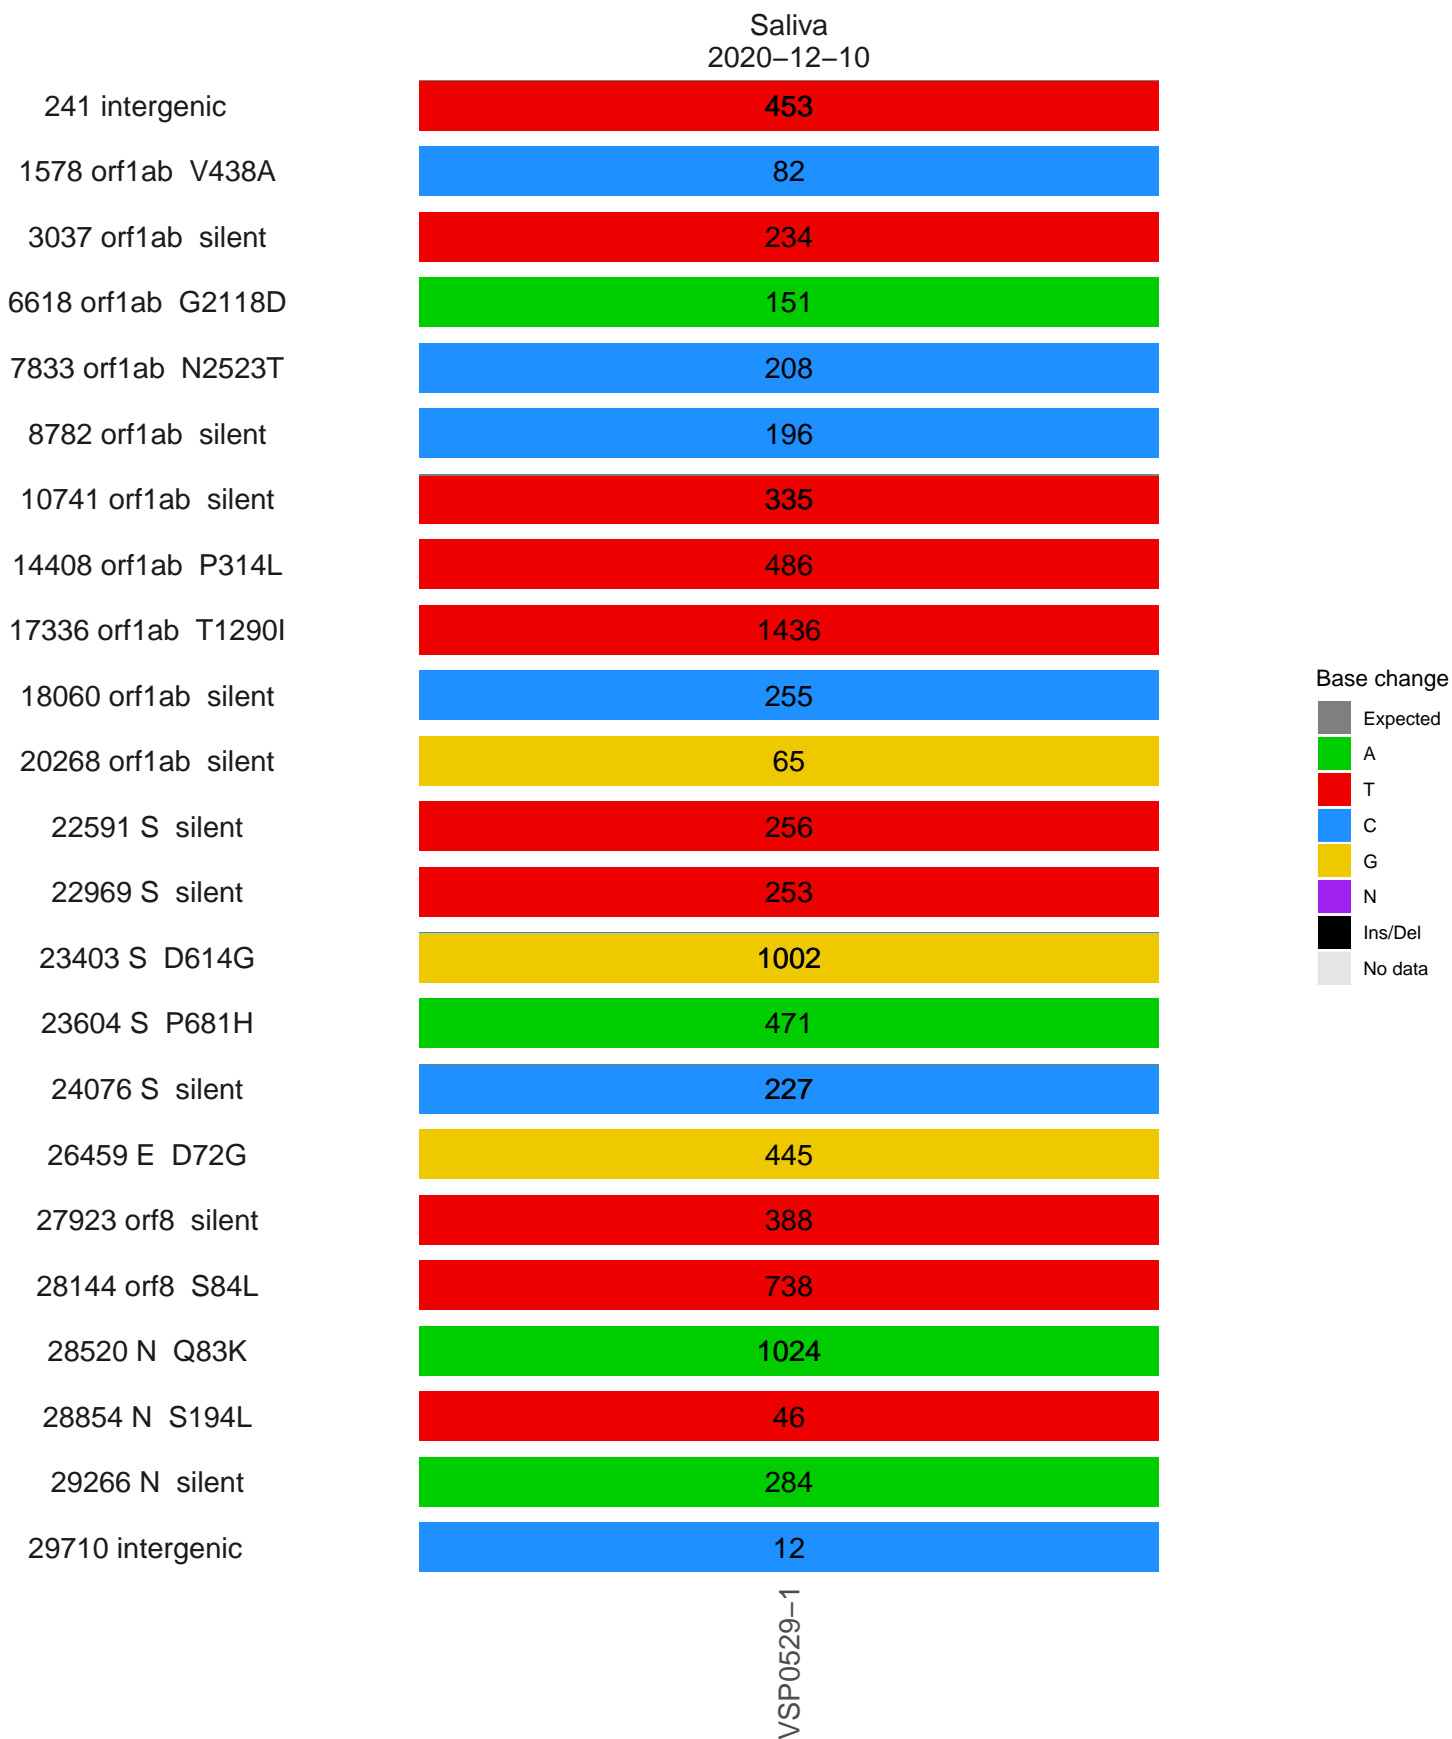 Saliva
2020−12−10
241 intergenic 453
1578 orf1ab V438A 82
3037 orf1ab silent 234
6618 orf1ab G2118D 151
7833 orf1ab N2523T 208
8782 orf1ab silent 196
10741 orf1ab silent 335
14408 orf1ab P314L 486
17336 orf1ab T1290I 1436
18060 orf1ab silent 255
20268 orf1ab silent 65
22591 S silent 256
22969 S silent 253
23403 S D614G 1002
23604 S P681H 471
24076 S silent 227
26459 E D72G 445
27923 orf8 silent 388
28144 orf8 S84L 738
28520 N Q83K 1024
28854 N S194L 46
29266 N silent 284
29710 intergenic 12
VSP0529−1
Base change
Expected
A
T
C
G
N
Ins/Del
No data